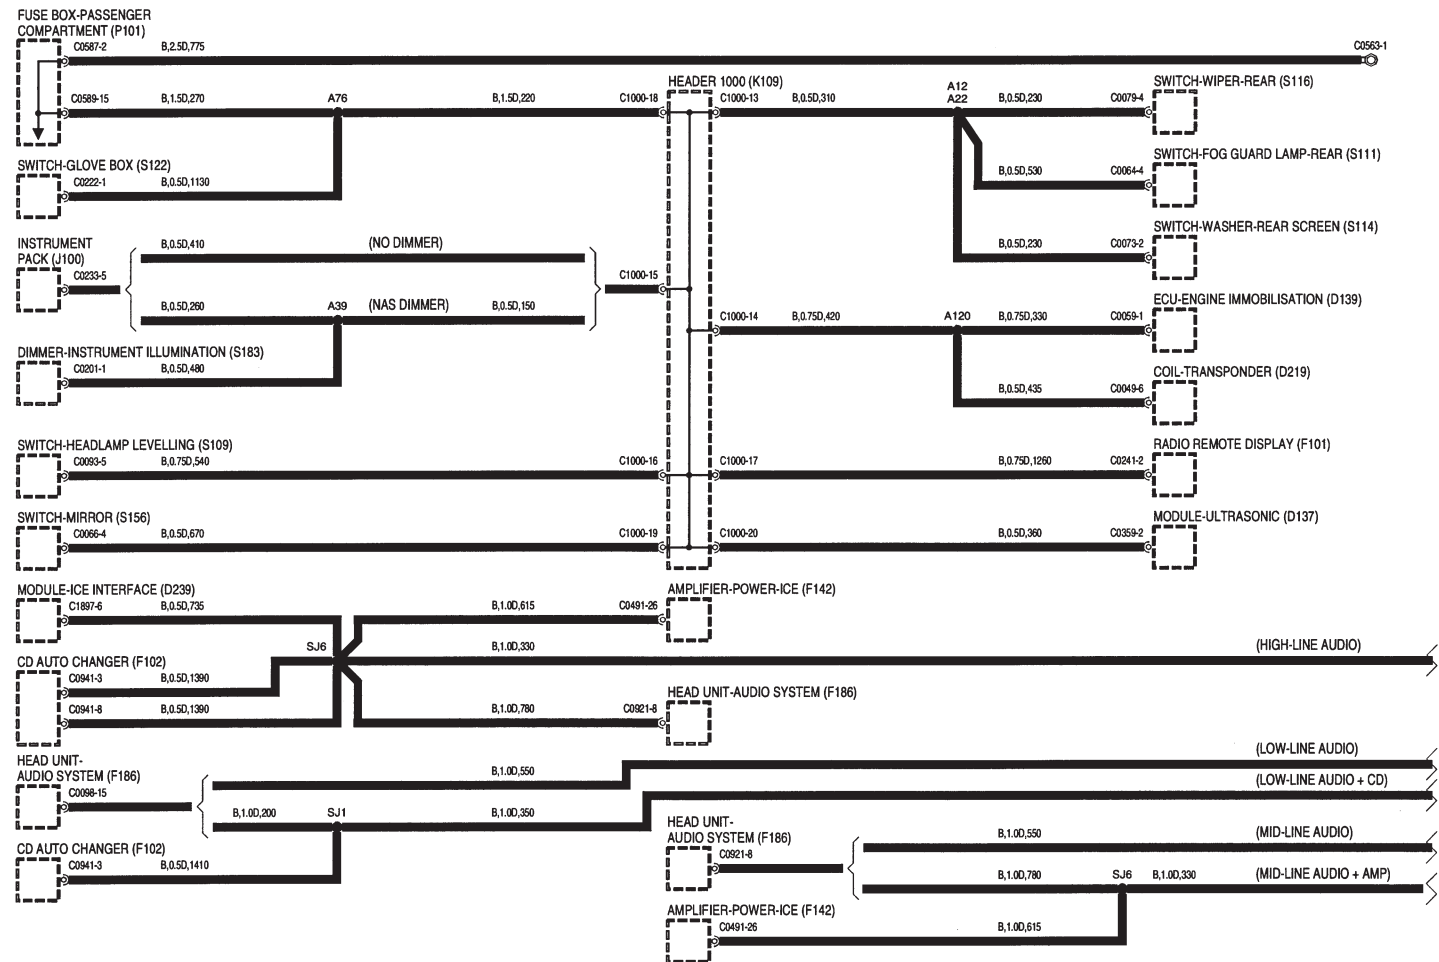 FUSE BOX-PASSENGER
COMPARTMENT (P101)
C0587-2 B,2.5D,775 C0563-1
HEADER 1000 (K109)
C0589-15 B,1.5D,270 A76 B,1.5D,220 C1000-18
C1000-13 B,0.5D,310 A12
A22 B,0.5D,230 C0079-4
SWITCH-WIPER-REAR (S116)
SWITCH-GLOVE BOX (S122)
C0222-1 B,0.5D,1130
SWITCH-FOG GUARD LAMP-REAR (S111)
B,0.5D,530 C0064-4
SWITCH-WASHER-REAR SCREEN (S114)
B,0.5D,230 C0073-2
INSTRUMENT
PACK (J100)
C0233-5
B,0.5D,410 (NO DIMMER)
C1000-15
B,0.5D,260 A39 (NAS DIMMER) B,0.5D,150
ECU-ENGINE IMMOBILISATION (D139)
C1000-14 B,0.75D,420 A120 B,0.75D,330 C0059-1
DIMMER-INSTRUMENT ILLUMINATION (S183)
C0201-1 B,0.5D,480
COIL-TRANSPONDER (D219)
B,0.5D,435 C0049-6
SWITCH-HEADLAMP LEVELLING (S109)
C0093-5 B,0.75D,540 C1000-16
RADIO REMOTE DISPLAY (F101)
C1000-17 B,0.75D,1260 C0241-2
SWITCH-MIRROR (S156)
C0066-4 B,0.5D,670 C1000-19
MODULE-ULTRASONIC (D137)
C1000-20 B,0.5D,360 C0359-2
MODULE-ICE INTERFACE (D239)
C1897-6 B,0.5D,735
AMPLIFIER-POWER-ICE (F142)
B,1.0D,615 C0491-26
SJ6 B,1.0D,330 (HIGH-LINE AUDIO)
CD AUTO CHANGER (F102)
C0941-3 B,0.5D,1390
C0941-8 B,0.5D,1390
HEAD UNIT-AUDIO SYSTEM (F186)
B,1.0D,780 C0921-8
HEAD UNIT-
AUDIO SYSTEM (F186)
C0098-15
B,1.0D,550 (LOW-LINE AUDIO)
B,1.0D,200 SJ1 B,1.0D,350 (LOW-LINE AUDIO + CD)
CD AUTO CHANGER (F102)
C0941-3 B,0.5D,1410
HEAD UNIT-
AUDIO SYSTEM (F186)
C0921-8
B,1.0D,550 (MID-LINE AUDIO)
B,1.0D,780 SJ6 B,1.0D,330 (MID-LINE AUDIO + AMP)
AMPLIFIER-POWER-ICE (F142)
C0491-26 B,1.0D,615